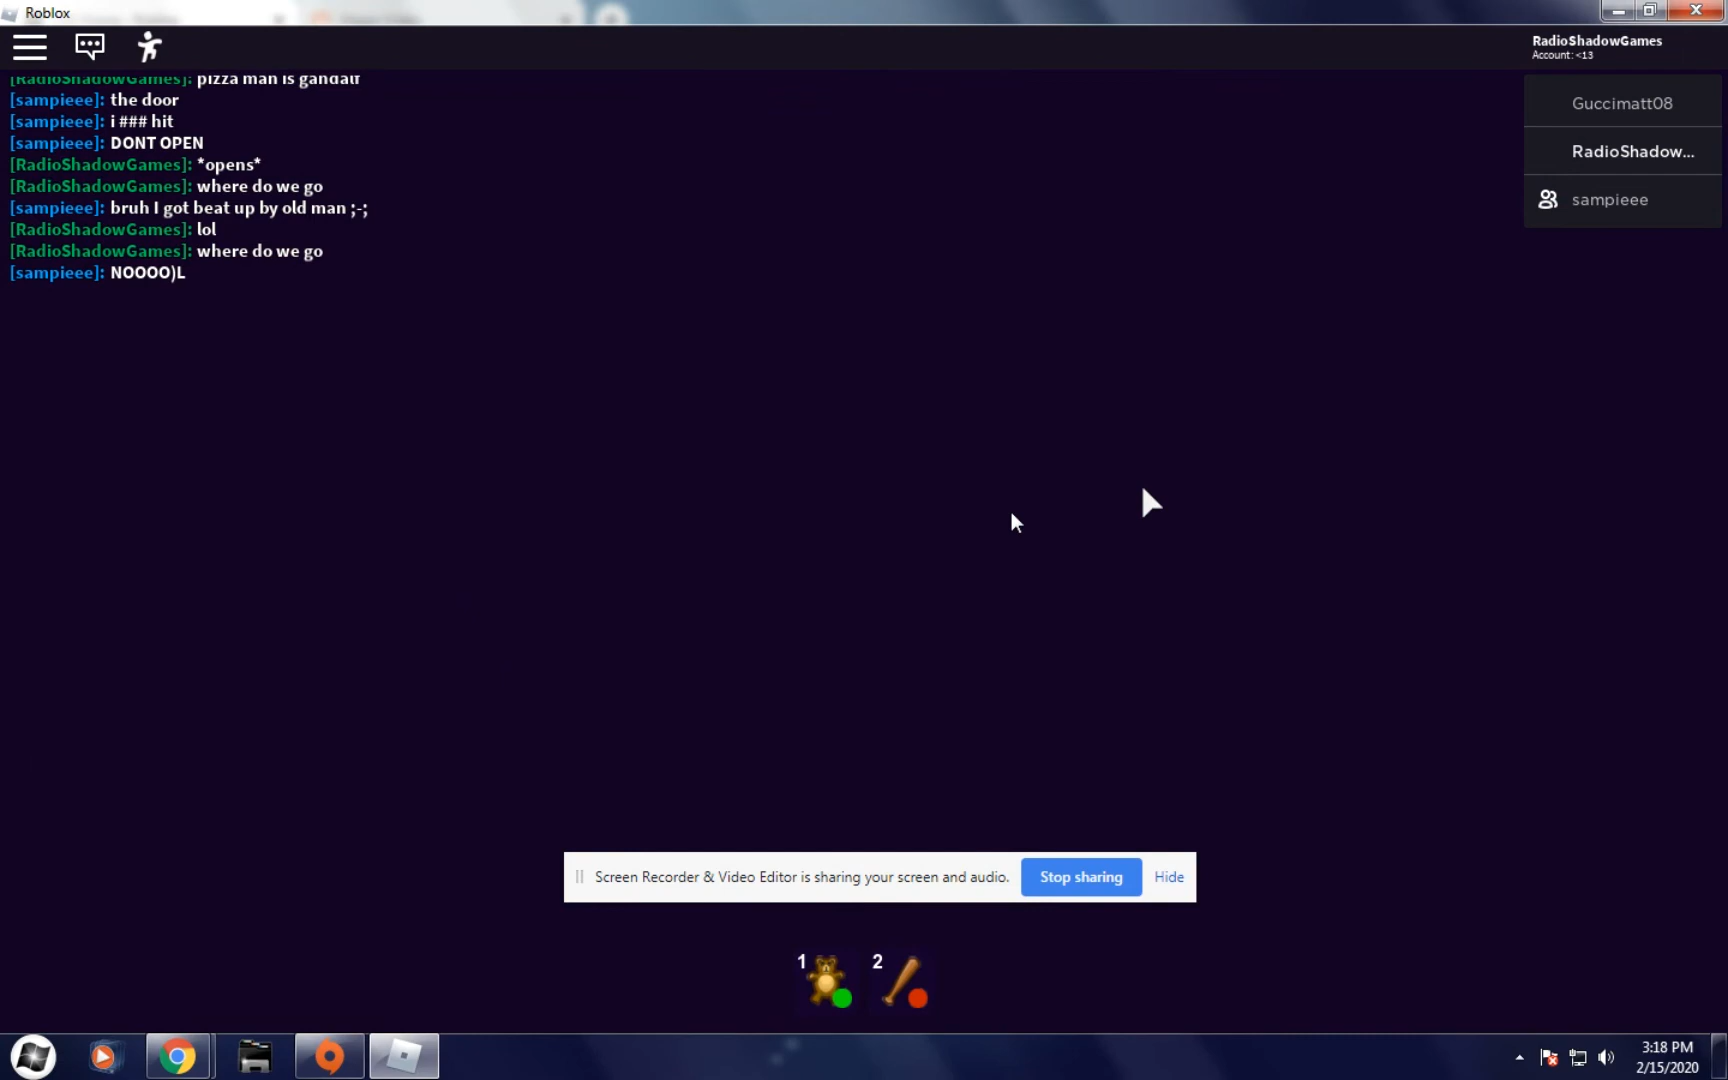 Roblox
RadioShadowGames
Account: <13
[RadioShadowGames]: pizza man is gandalf
[sampieee]: the door
[sampieee]: i ### hit
[sampieee]: DONT OPEN
[RadioShadowGames]: *opens*
[RadioShadowGames]: where do we go
[sampieee]: bruh I got beat up by old man ;-;
[RadioShadowGames]: lol
[RadioShadowGames]: where do we go
[sampieee]: NOOOO)L
Guccimatt08
RadioShadow...
sampieee
Screen Recorder & Video Editor is sharing your screen and audio. Stop sharing Hide
1 2
3:18 PM
2/15/2020